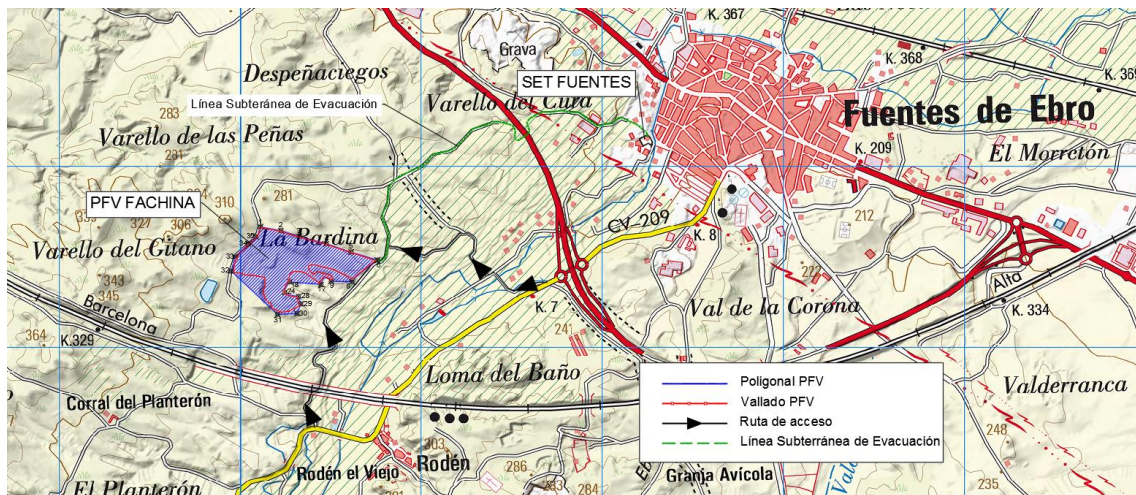 K. 367
Grava
Despeñaciegos
SET FUENTES
K. 368
K. 369
Línea Subteránea de Evacuación
Varello del Cura
Fuentes de Ebro
283
Varello de las Peñas
K. 209
El Morretón
291
PFV FACHINA
310
281
327
306
La Bardina
212
CV-209
K. 8
Varello del Gitano
343
345
222
Alta
Barcelona
K. 7
Val de la Corona
K. 334
364
K.329
241
Loma del Baño
Valderranca
Poligonal PFV
Vallado PFV
Ruta de acceso
Línea Subterránea de Evacuación
Corral del Planterón
248
303
Rodén el Viejo
Rodén
286
284
Granja Avícola
235
El Planterón